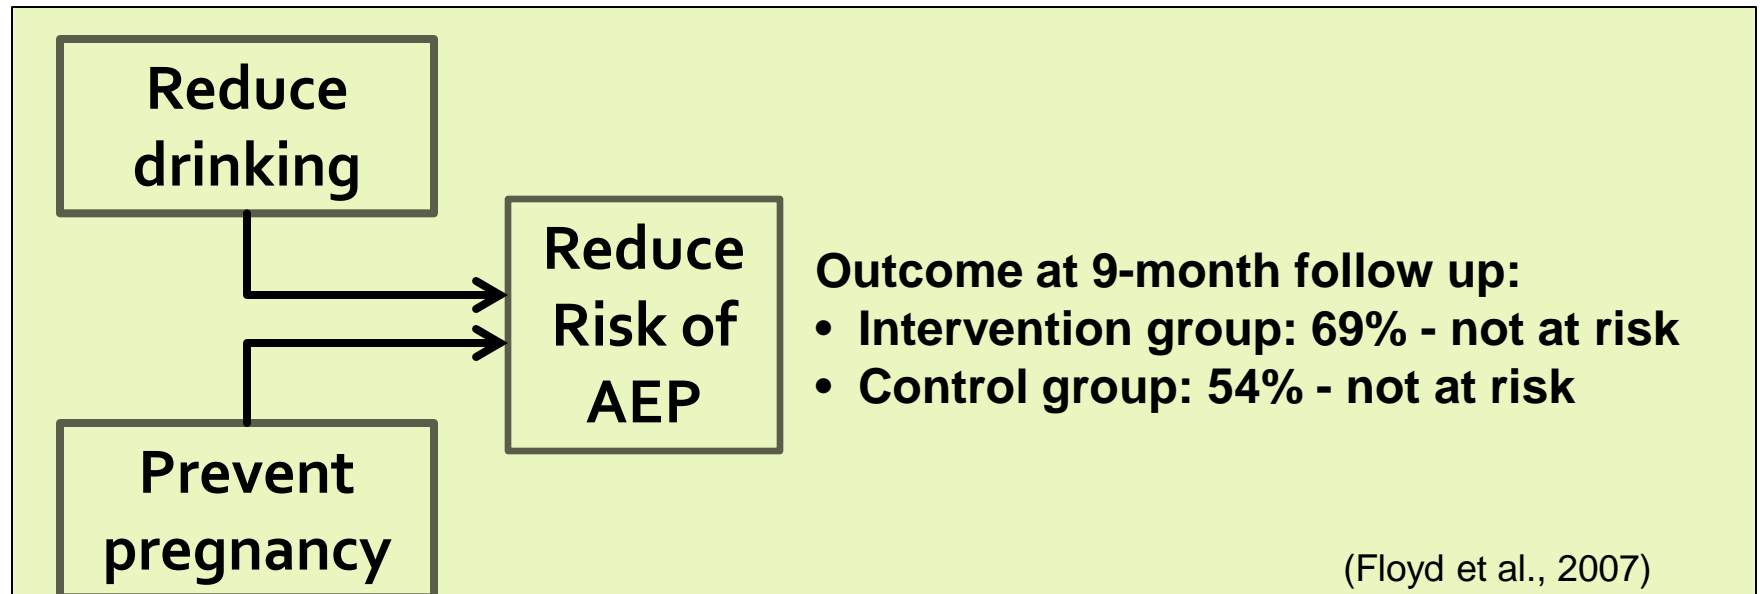 Reduce
drinking
Reduce
Risk of
AEP
Prevent
pregnancy
Outcome at 9-month follow up:
• Intervention group: 69% - not at risk
• Control group: 54% - not at risk
(Floyd et al., 2007)